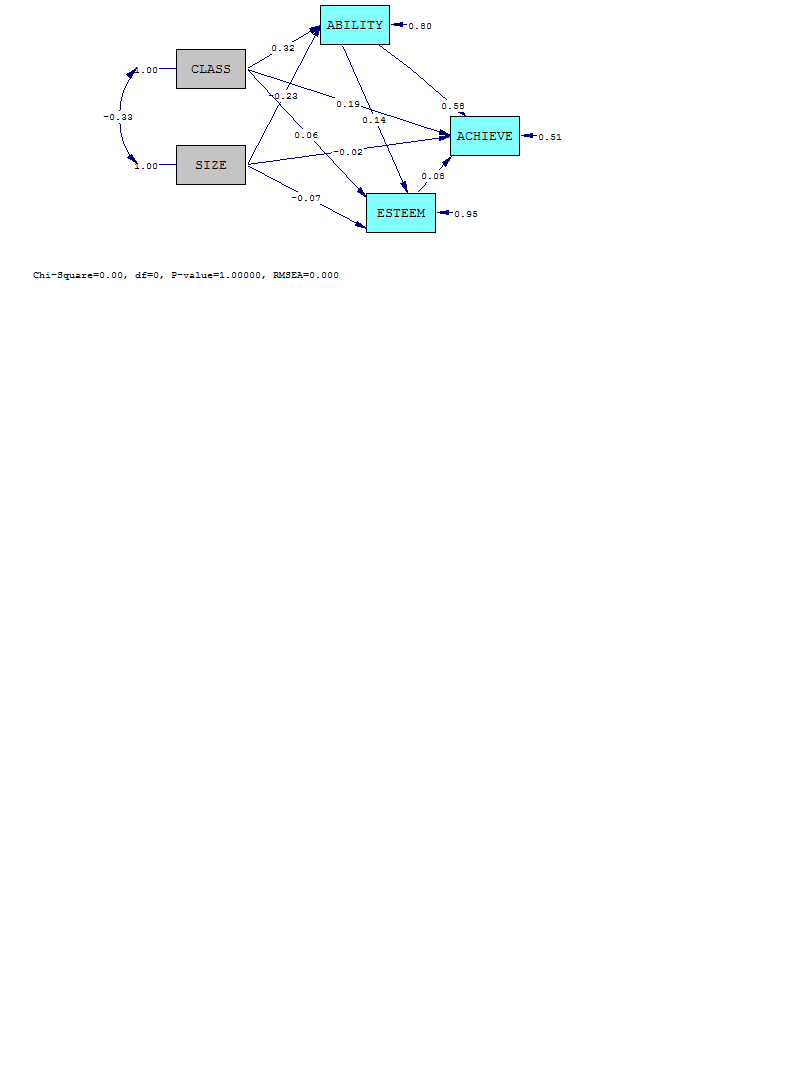 ABILITY
0.80
0.32
CLASS
1.00
-0.23
0.19
0.58
-0.33
0.14
0.06
ACHIEVE
0.51
-0.02
SIZE
1.00
0.08
-0.07
ESTEEM
0.95
Chi-Square=0.00, df=0, P-value=1.00000, RMSEA=0.000